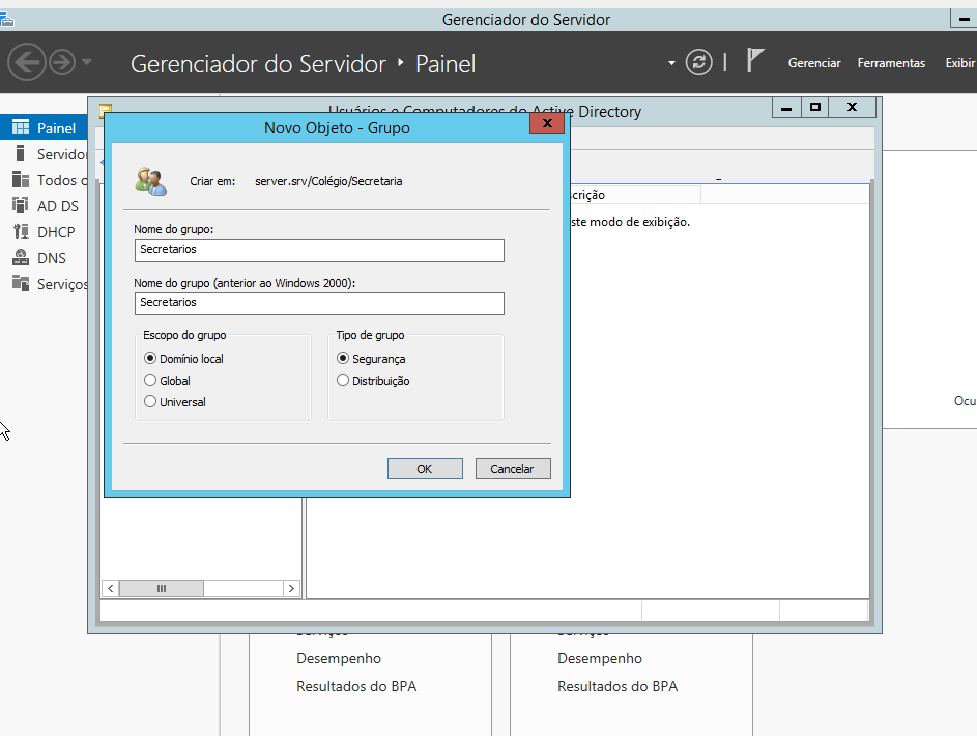 Gerenciador do Servidor
Gerenciador do Servidor Painel
Gerenciar Ferramentas Exibir
Usuários e Computadores do Active Directory
Novo Objeto - Grupo
x
Painel
Servidor
Todos
AD DS
DHCP
DNS
Serviços
Criar em: server.srv/Colégio/Secretaria
Nome do grupo:
Secretarios
Nome do grupo (anterior ao Windows 2000):
Secretarios
Escopo do grupo
Domínio local
Global
Universal
Tipo de grupo
Segurança
Distribuição
OK
Cancelar
scrição
ste modo de exibição.
Ocu
Serviços
Desempenho
Resultados do BPA
Serviços
Desempenho
Resultados do BPA